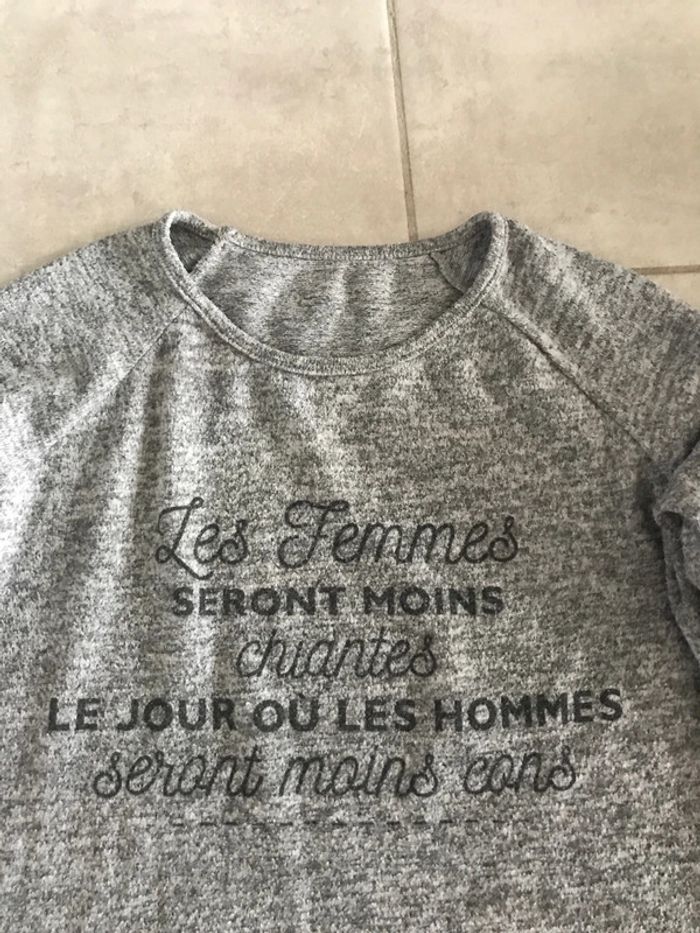 Les Femmes
SERONT MOINS
chiantes
LE JOUR OÙ LES HOMMES
seront moins cons